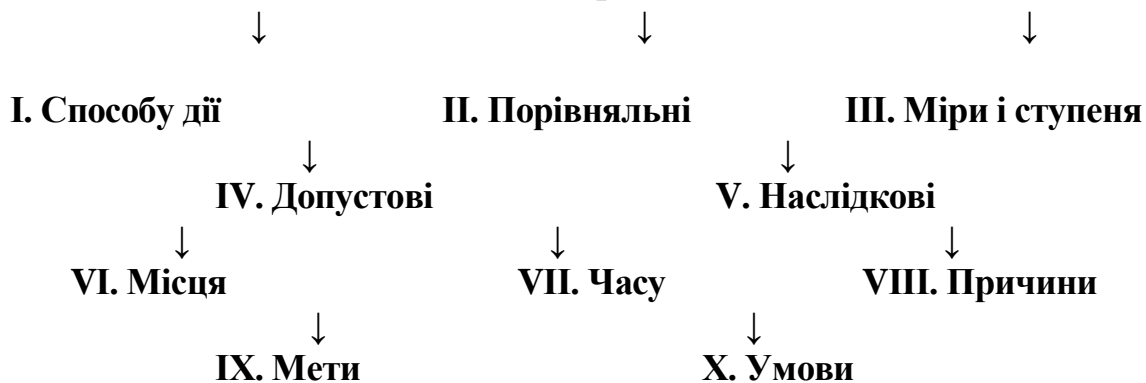 I. Способу дії II. Порівняльні III. Міри і ступеня
IV. Допустові V. Наслідкові
VI. Місця VII. Часу VIII. Причини
IX. Мети X. Умови